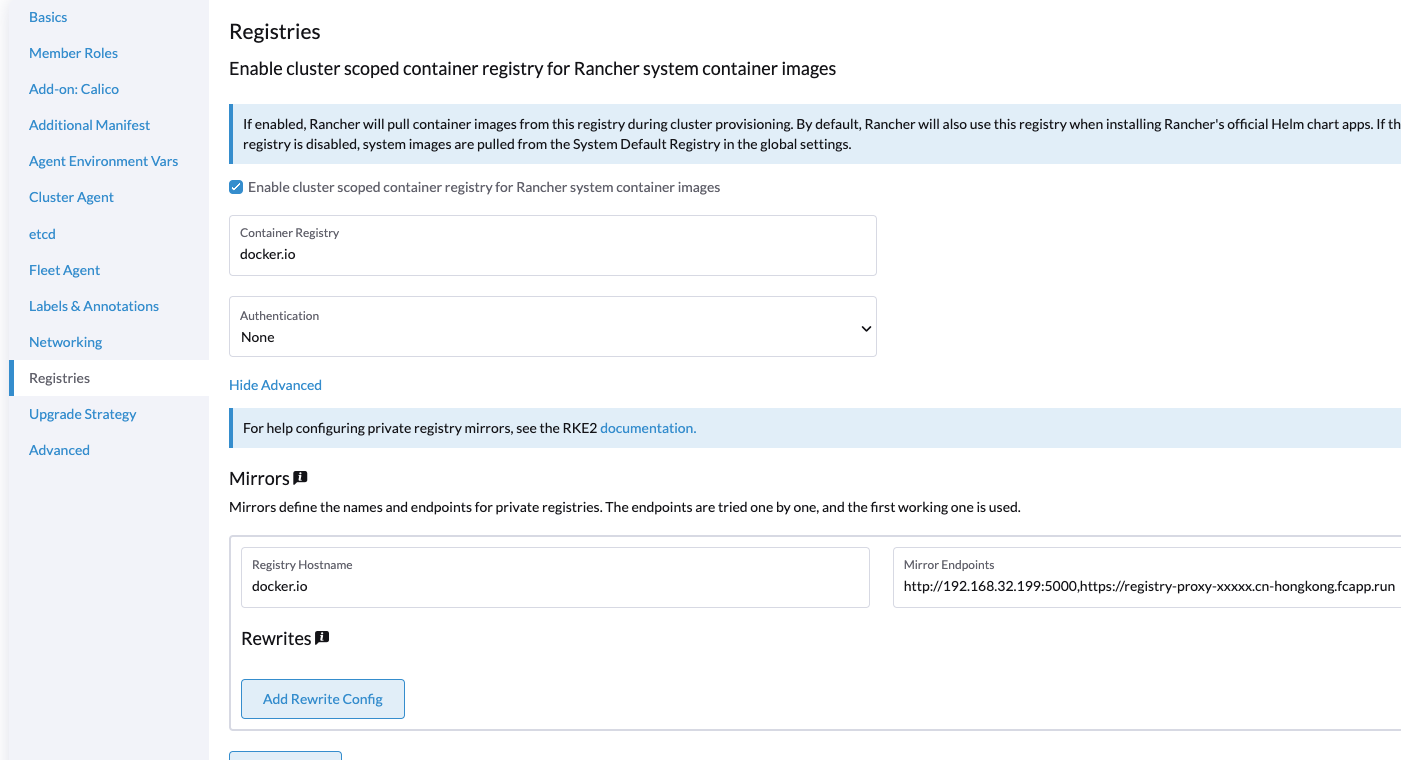 Basics
Member Roles
Add-on: Calico
Additional Manifest
Agent Environment Vars
Cluster Agent
etcd
Fleet Agent
Labels & Annotations
Networking
Registries
Upgrade Strategy
Advanced
Registries
Enable cluster scoped container registry for Rancher system container images
If enabled, Rancher will pull container images from this registry during cluster provisioning. By default, Rancher will also use this registry when installing Rancher's official Helm chart apps. If th
registry is disabled, system images are pulled from the System Default Registry in the global settings.
Enable cluster scoped container registry for Rancher system container images
Container Registry
docker.io
Authentication
None
Hide Advanced
For help configuring private registry mirrors, see the RKE2 documentation.
Mirrors
Mirrors define the names and endpoints for private registries. The endpoints are tried one by one, and the first working one is used.
Registry Hostname
docker.io
Mirror Endpoints
http://192.168.32.199:5000,https://registry-proxy-xxxxx.cn-hongkong.fcapp.run
Rewrites
Add Rewrite Config